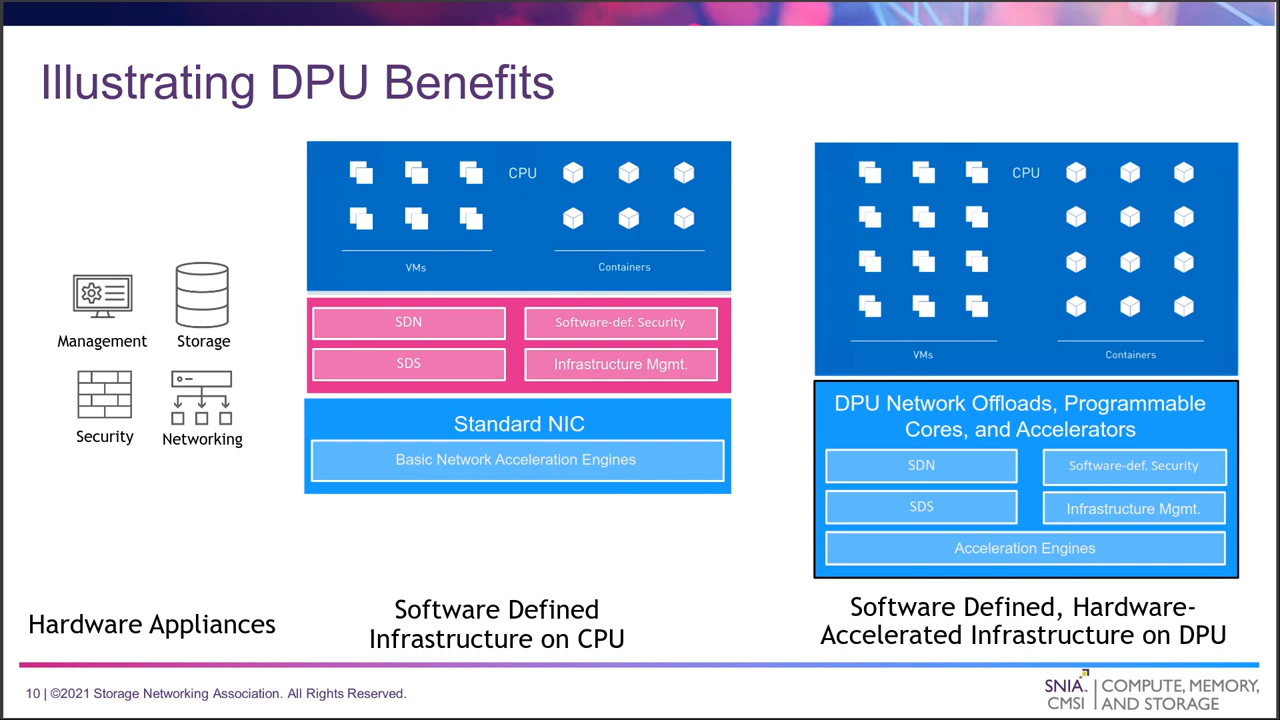 Illustrating DPU Benefits
Management
Storage
Security
Networking
Hardware Appliances
CPU
VMs
Containers
SDN
Software-def. Security
SDS
Infrastructure Mgmt.
Standard NIC
Basic Network Acceleration Engines
Software Defined
Infrastructure on CPU
CPU
VMs
Containers
DPU Network Offloads, Programmable
Cores, and Accelerators
SDN
Software-def. Security
SDS
Infrastructure Mgmt.
Acceleration Engines
Software Defined, Hardware-
Accelerated Infrastructure on DPU
10 | ©2021 Storage Networking Association. All Rights Reserved.
SNIA.
CMSI
COMPUTE, MEMORY,
AND STORAGE